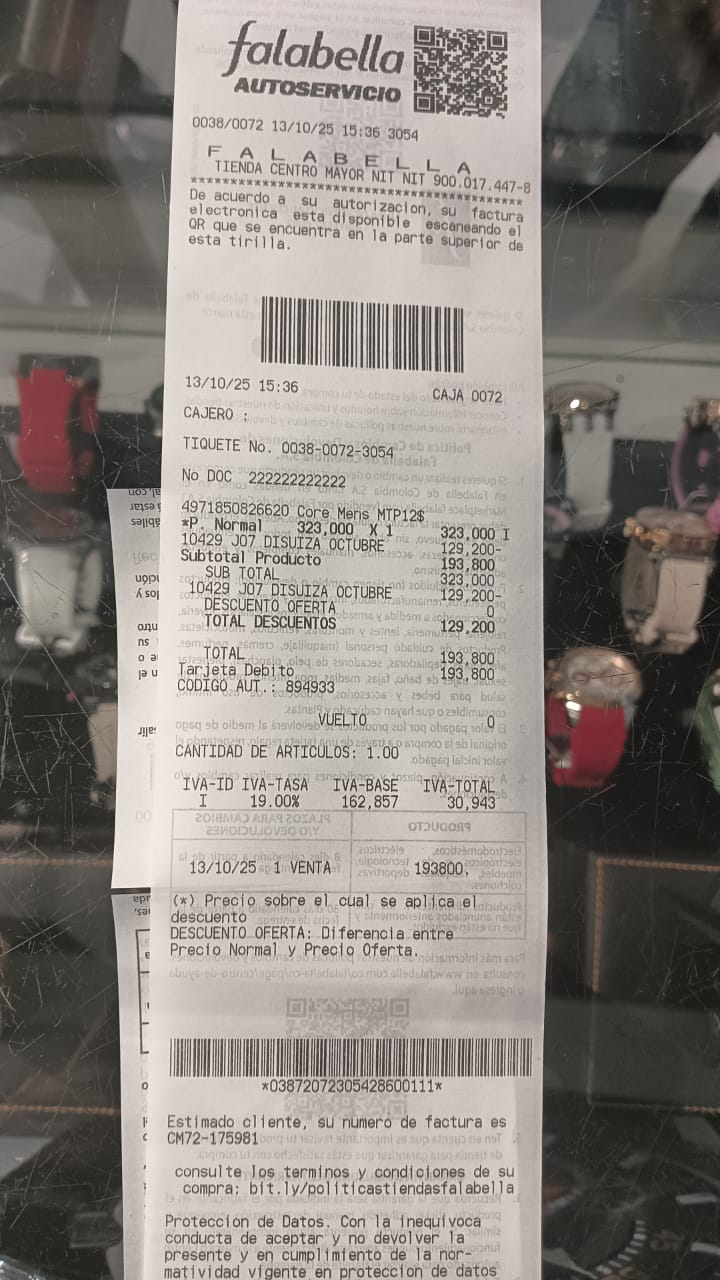 falabella
AUTOSERVICIO
0038/0072 13/10/25 15:36 3054
F A L A B E L L A
TIENDA CENTRO MAYOR NIT NIT 900.017.447-8
******************************************
De acuerdo a su autorizacion, su factura
electronica esta disponible escaneando el
QR que se encuentra en la parte superior de
esta tirilla.
13/10/25 15:36 CAJA 0072
CAJERO :
TIQUETE No. 0038-0072-3054
No DOC 222222222222
4971850826620 Core Mens MTP12$
*P. Normal 323,000 X 1 323,000 I
10429 J07 DISUIZA OCTUBRE 129,200-
Subtotal Producto 193,800
SUB TOTAL 323,000
10429 J07 DISUIZA OCTUBRE 129,200-
DESCUENTO OFERTA 0
TOTAL DESCUENTOS 129,200
TOTAL 193,800
Tarjeta Debito 193,800
CODIGO AUT.: 894933
VUELTO 0
CANTIDAD DE ARTICULOS: 1.00
IVA-ID IVA-TASA IVA-BASE IVA-TOTAL
I 19.00% 162,857 30,943
13/10/25 1 VENTA 193800,
(*) Precio sobre el cual se aplica el
descuento
DESCUENTO OFERTA: Diferencia entre
Precio Normal y Precio Oferta.
*03872072305428600111*
Estimado cliente, su numero de factura es
CM72-175981
consulte los terminos y condiciones de su
compra: bit.ly/politicastiendasfalabella
Proteccion de Datos. Con la inequivoca
conducta de aceptar y no devolver la
presente y en cumplimiento de la nor-
matividad vigente en proteccion de datos